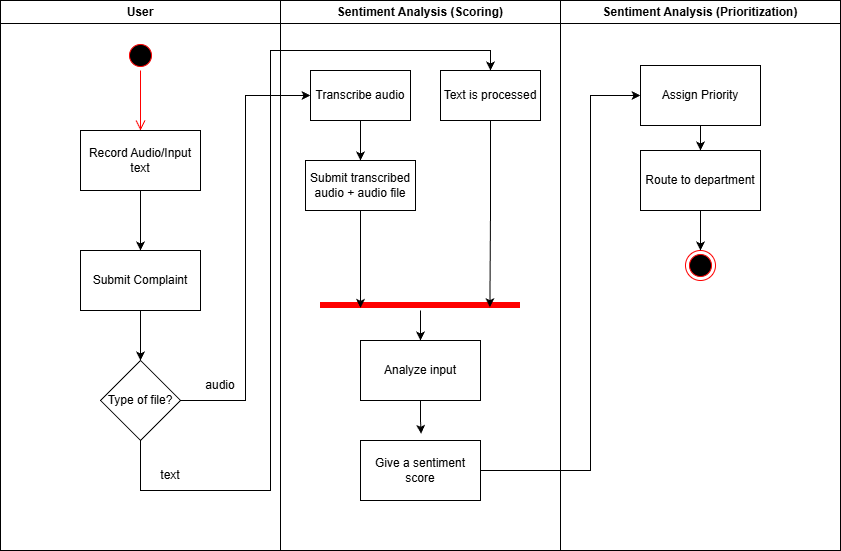 User
Sentiment Analysis (Scoring)
Sentiment Analysis (Prioritization)
Record Audio/Input
text
Submit Complaint
Type of file?
audio
text
Transcribe audio
Text is processed
Submit transcribed
audio + audio file
Analyze input
Give a sentiment
score
Assign Priority
Route to department